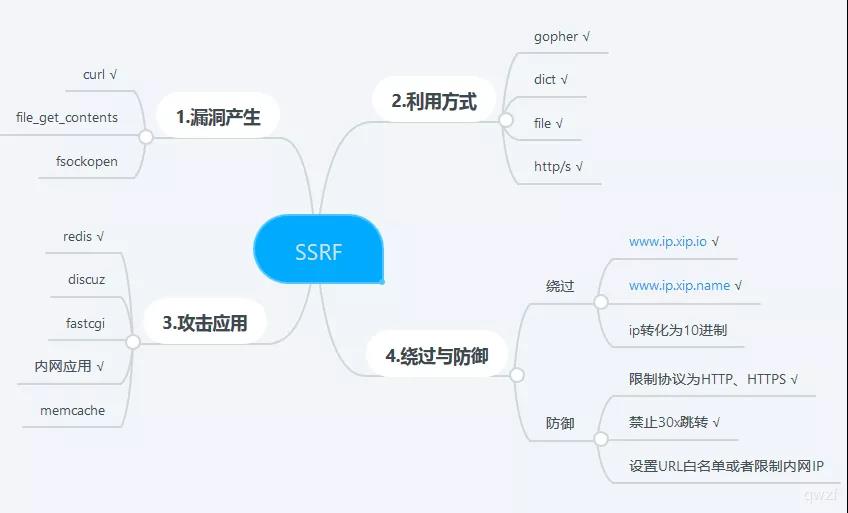 SSRF
1.漏洞产生
curl √
file_get_contents
fsockopen
2.利用方式
gopher √
dict √
file √
http/s √
3.攻击应用
redis √
discuz
fastcgi
内网应用 √
memcache
4.绕过与防御
绕过
www.ip.xip.io √
www.ip.xip.name √
ip转化为10进制
防御
限制协议为HTTP、HTTPS √
禁止30x跳转 √
设置URL白名单或者限制内网IP
qwzf